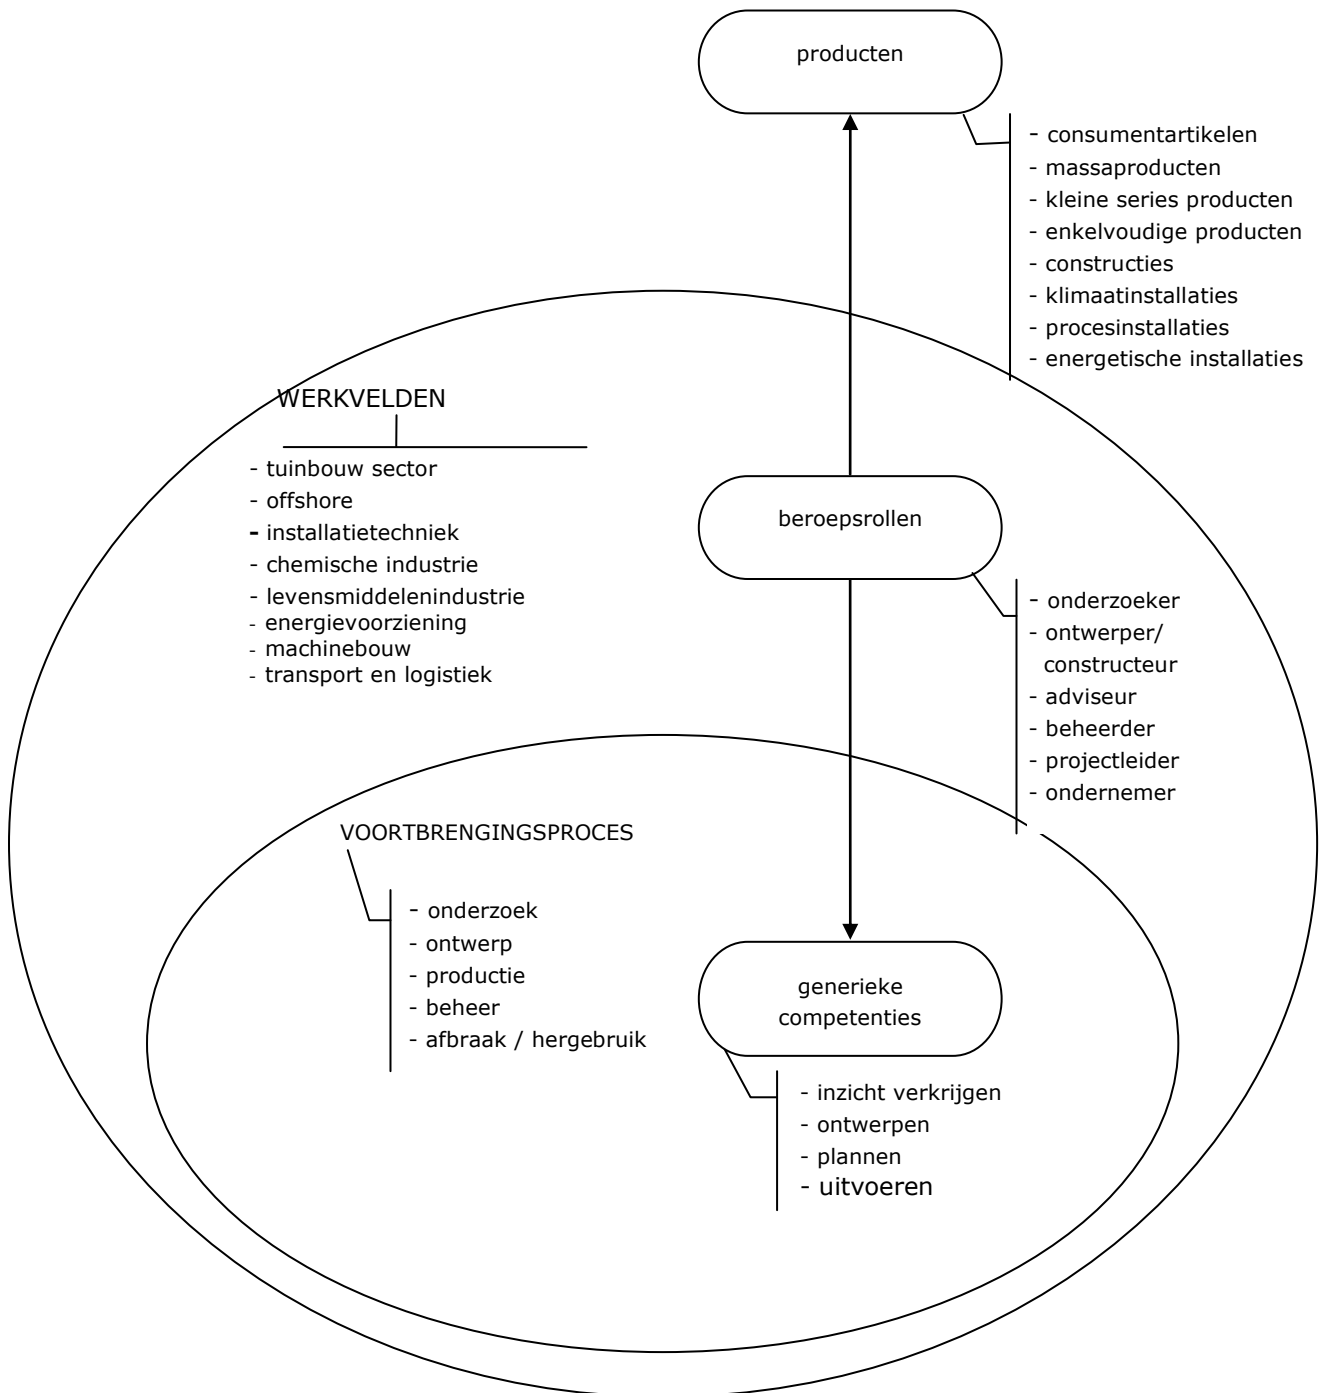 producten
- consumentartikelen
- massaproducten
- kleine series producten
- enkelvoudige producten
- constructies
- klimaatinstallaties
- procesinstallaties
- energetische installaties
WERKVELDEN
- tuinbouw sector
- offshore
- installatietechniek
- chemische industrie
- levensmiddelenindustrie
- energievoorziening
- machinebouw
- transport en logistiek
beroepsrollen
- onderzoeker
- ontwerper/
constructeur
- adviseur
- beheerder
- projectleider
- ondernemer
VOORTBRENGINGSPROCES
- onderzoek
- ontwerp
- productie
- beheer
- afbraak / hergebruik
generieke
competenties
- inzicht verkrijgen
- ontwerpen
- plannen
- uitvoeren